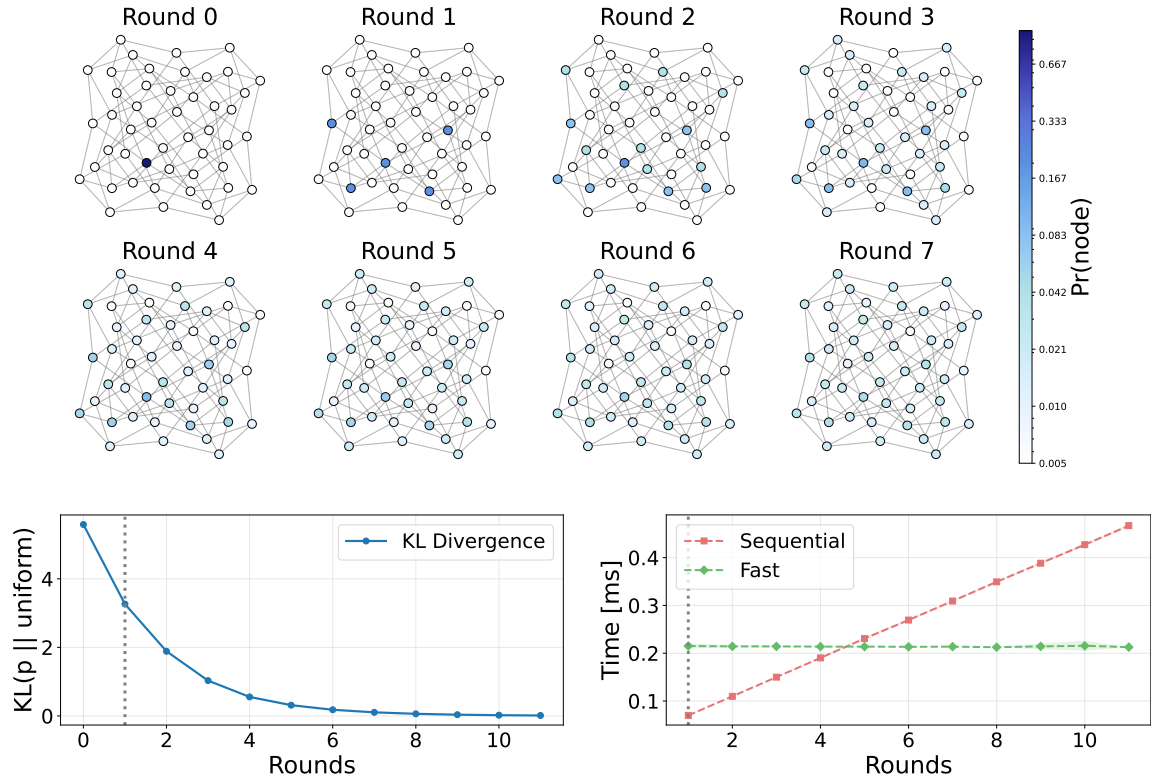 Round 0
Round 1
Round 2
Round 3
Round 4
Round 5
Round 6
Round 7
0.667
0.333
0.167
0.083
0.042
0.021
0.010
0.005
Pr(node)
KL(p || uniform)
4
2
0
KL Divergence
0 2 4 6 8 10
Rounds
Time [ms]
0.4
0.3
0.2
0.1
Sequential
Fast
2 4 6 8 10
Rounds